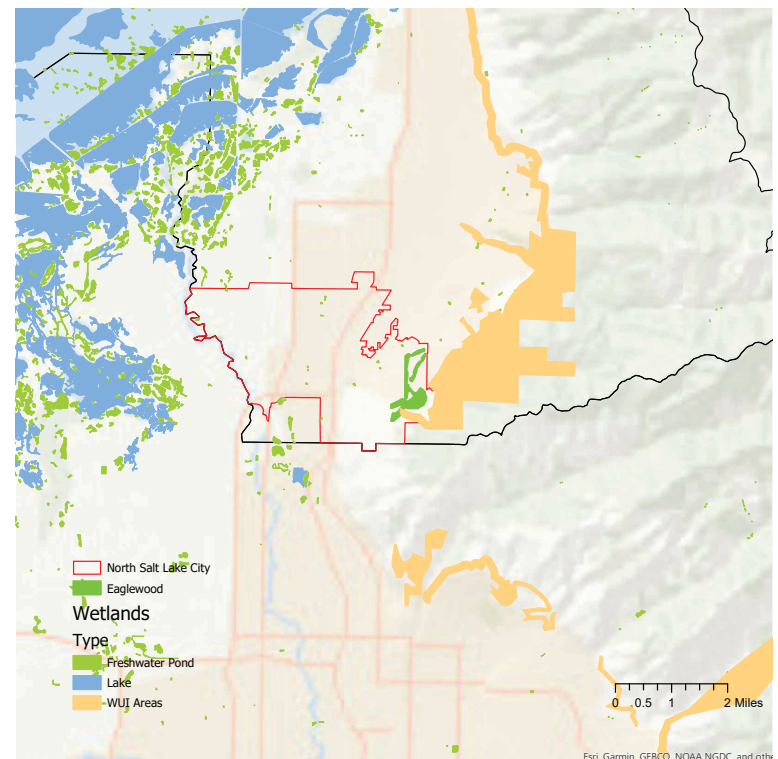 North Salt Lake City
Eaglewood
Wetlands
Type
Freshwater Pond
Lake
WUI Areas
0 0.5 1 2 Miles
Esri, Garmin, GEBCO, NOAA NGDC, and othe